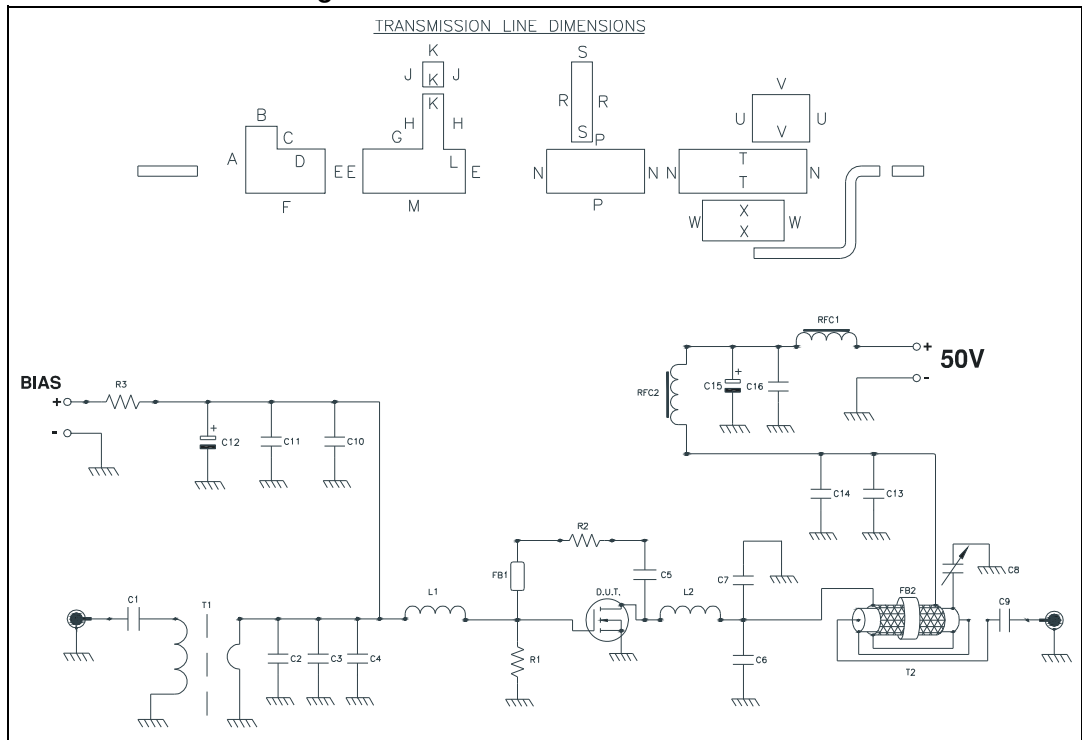 TRANSMISSION LINE DIMENSIONS
K
J K J
K
B
C
A D E
F
G H H
E L E
M
S
R R
S
P
N N
P
V
U U
V
T
N T N
X
W X W
RFC1
+
50V
-
RFC2
+
C15 C16
BIAS
+ R3
-
+
C12 C11 C10
C14 C13
C1 T1
C2 C3 C4
L1
FB1
R2
C5
D.U.T.
R1
L2
C7
C6
FB2
C8
C9
T2